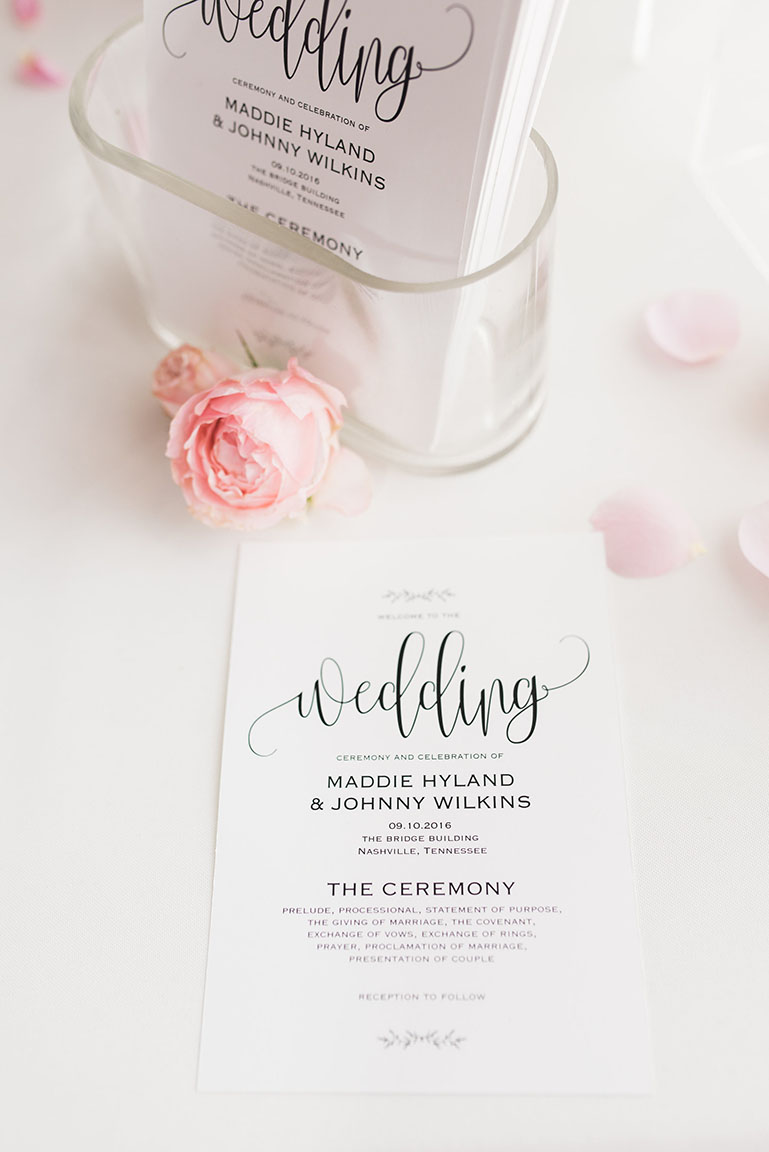 wedding
CEREMONY AND CELEBRATION OF
MADDIE HYLAND
& JOHNNY WILKINS
09.10.2016
THE BRIDGE BUILDING
NASHVILLE, TENNESSEE
THE CEREMONY
WELCOME TO THE
wedding
CEREMONY AND CELEBRATION OF
MADDIE HYLAND
& JOHNNY WILKINS
09.10.2016
THE BRIDGE BUILDING
NASHVILLE, TENNESSEE
THE CEREMONY
PRELUDE, PROCESSIONAL, STATEMENT OF PURPOSE,
THE GIVING OF MARRIAGE, THE COVENANT,
EXCHANGE OF VOWS, EXCHANGE OF RINGS,
PRAYER, PROCLAMATION OF MARRIAGE,
PRESENTATION OF COUPLE
RECEPTION TO FOLLOW